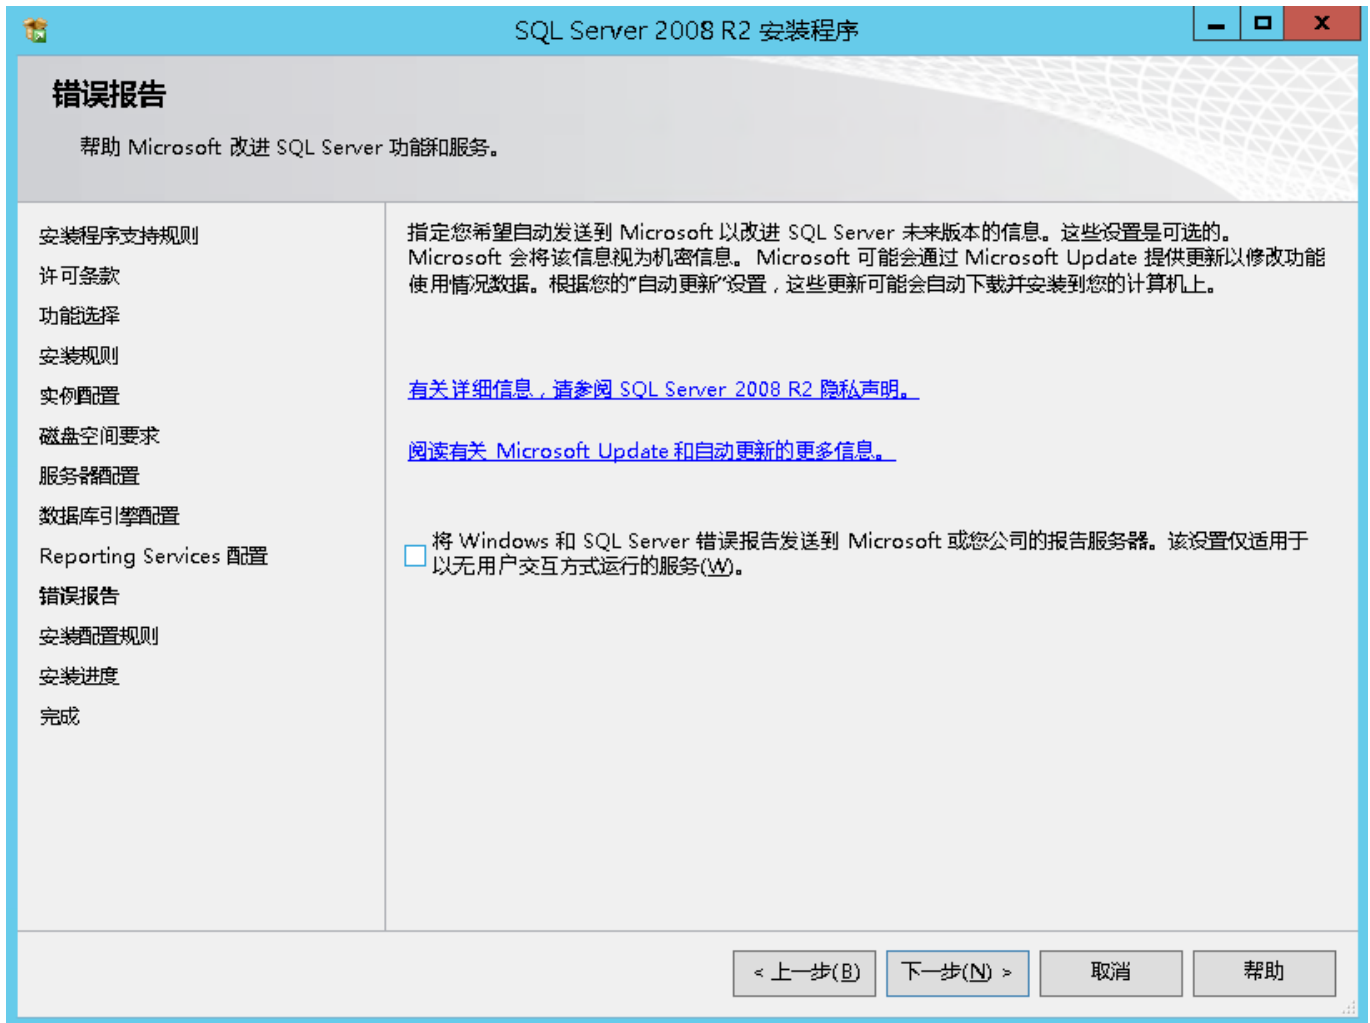 SQL Server 2008 R2 安装程序
错误报告
帮助 Microsoft 改进 SQL Server 功能和服务。
安装程序支持规则
许可条款
功能选择
安装规则
实例配置
磁盘空间要求
服务器配置
数据库引擎配置
Reporting Services 配置
错误报告
安装配置规则
安装进度
完成
指定您希望自动发送到 Microsoft 以改进 SQL Server 未来版本的信息。这些设置是可选的。
Microsoft 会将该信息视为机密信息。 Microsoft 可能会通过 Microsoft Update 提供更新以修改功能
使用情况数据。根据您的“自动更新”设置，这些更新可能会自动下载并安装到您的计算机上。
有关详细信息，请参阅 SQL Server 2008 R2 隐私声明。
阅读有关 Microsoft Update 和自动更新的更多信息。
将 Windows 和 SQL Server 错误报告发送到 Microsoft 或您公司的报告服务器。该设置仅适用于
以无用户交互方式运行的服务(W)。
< 上一步(B)
下一步(N) >
取消
帮助